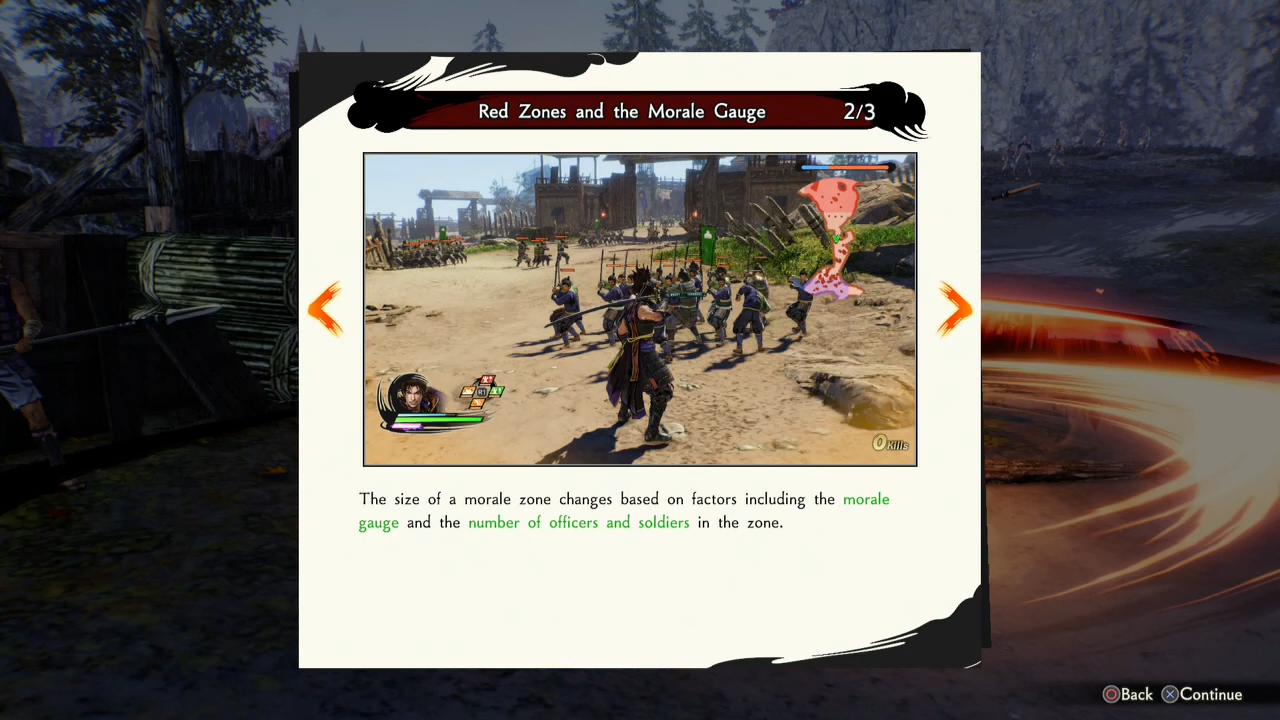 Red Zones and the Morale Gauge 2/3
R1
0 Kills
The size of a morale zone changes based on factors including the morale
gauge and the number of officers and soldiers in the zone.
Back Continue